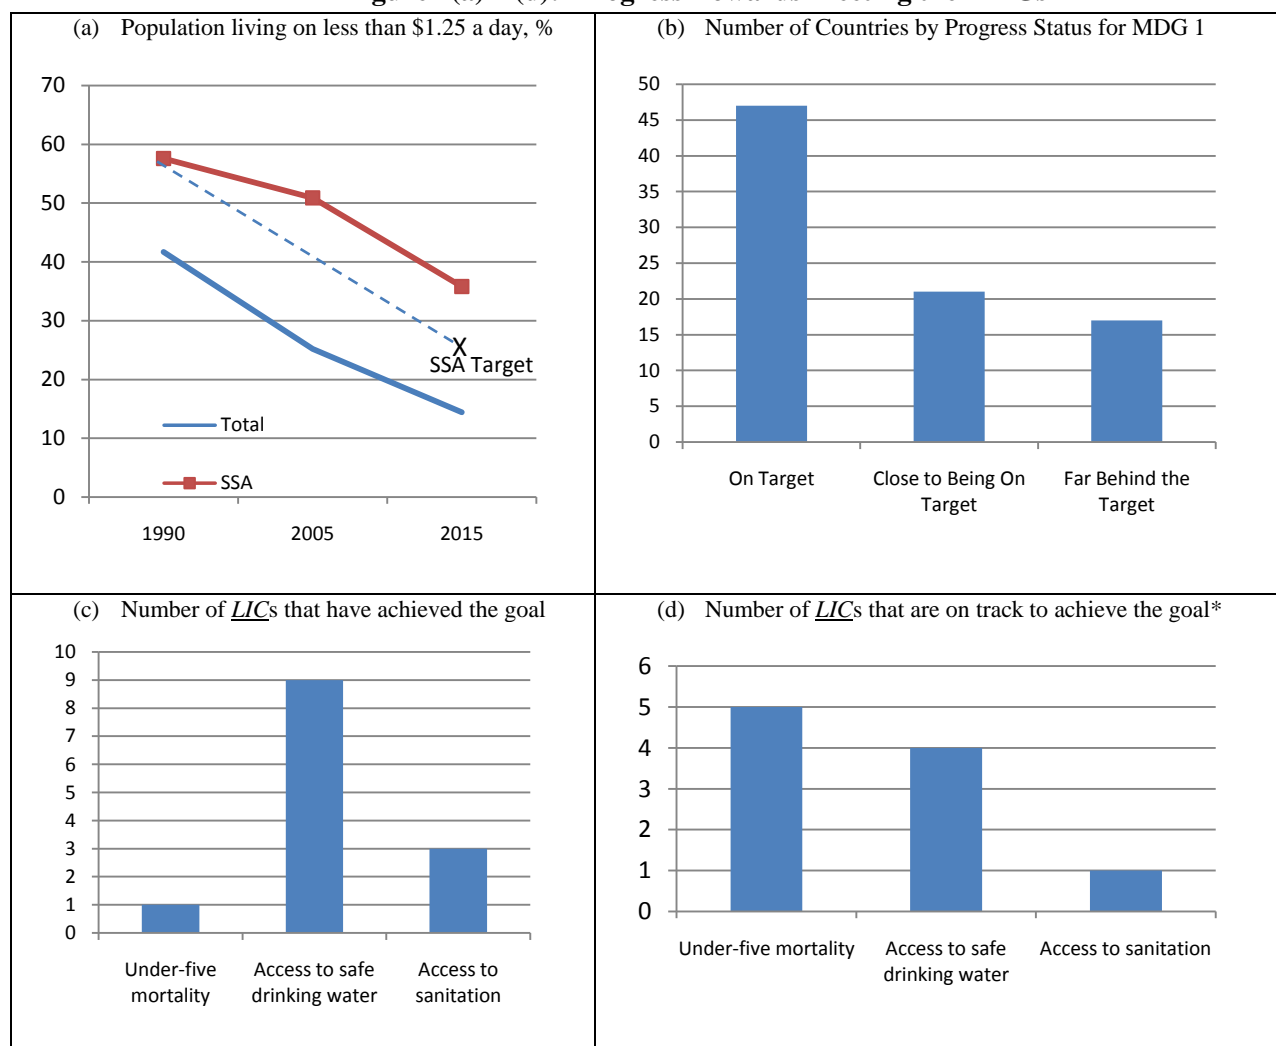 (a) Population living on less than $1.25 a day, %
70
60
50
40
30
20
10
0
X
SSA Target
Total
SSA
1990 2005 2015
(b) Number of Countries by Progress Status for MDG 1
50
45
40
35
30
25
20
15
10
5
0
On Target Close to Being On Far Behind the
Target Target
(c) Number of LICs that have achieved the goal
10
9
8
7
6
5
4
3
2
1
0
Under-five Access to safe Access to
mortality drinking water sanitation
(d) Number of LICs that are on track to achieve the goal*
6
5
4
3
2
1
0
Under-five mortality Access to safe Access to sanitation
drinking water